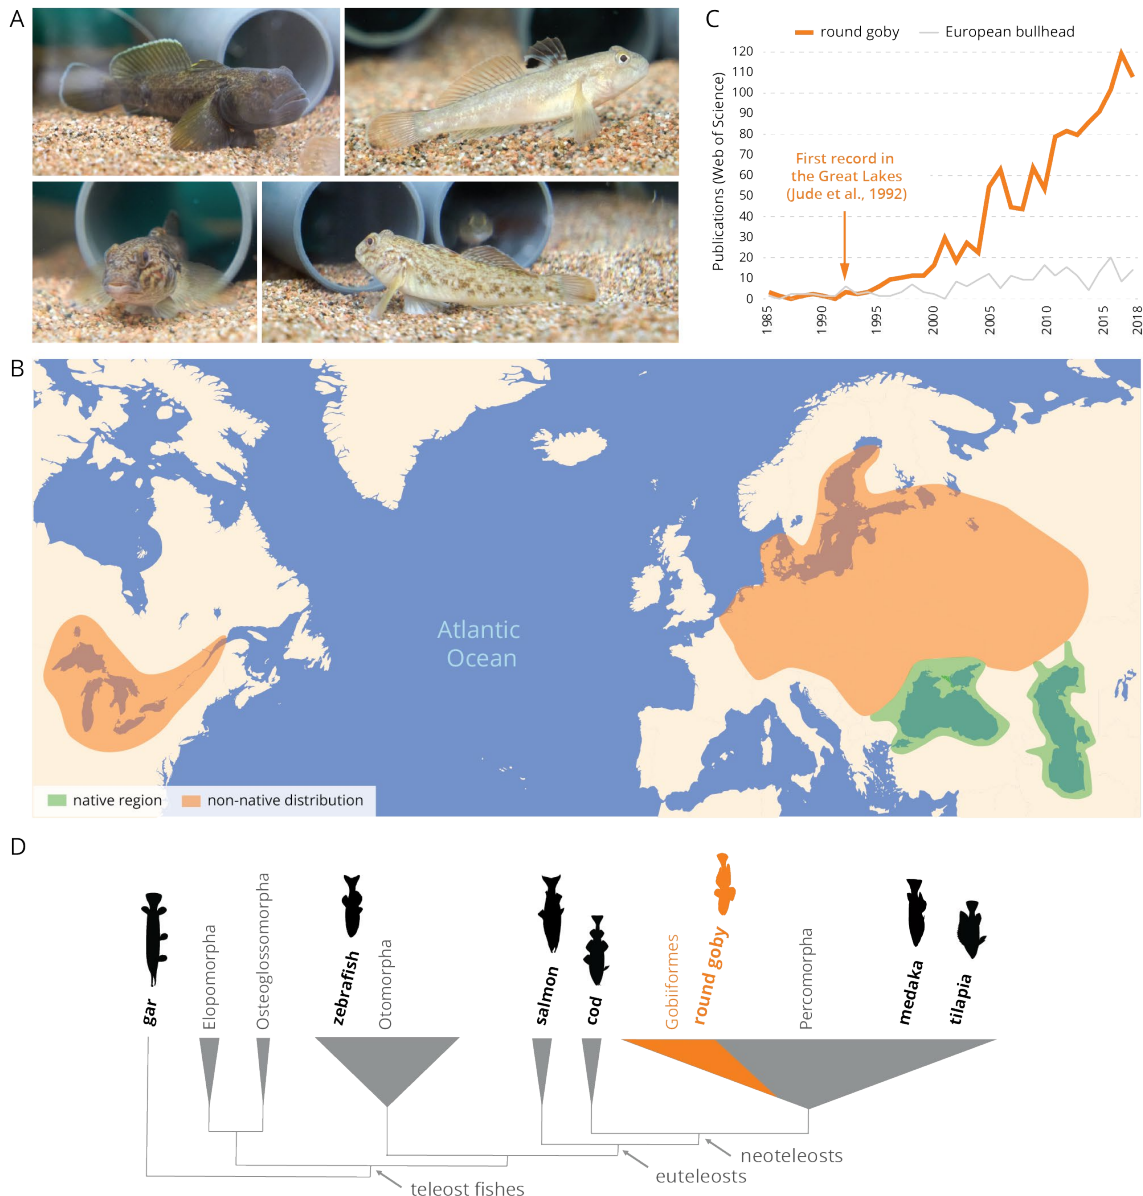 A
C
round goby
European bullhead
Publications (Web of Science)
120
110
100
90
80
70
60
50
40
30
20
10
0
First record in
the Great Lakes
(Jude et al., 1992)
1985
1990
1995
2000
2005
2010
2015
2018
B
Atlantic
Ocean
native region
non-native distribution
D
gar
Elopomorpha
Osteoglossomorpha
zebrafish
Otomorpha
salmon
cod
Gobiiformes
round goby
Percomorpha
medaka
tilapia
neoteleosts
euteleosts
teleost fishes